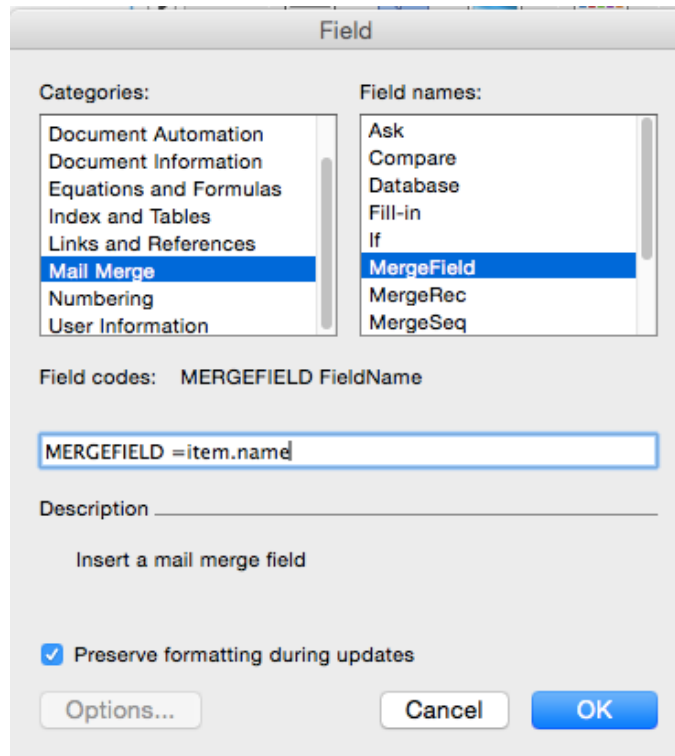 Field
Categories:
Field names:
Document Automation
Document Information
Equations and Formulas
Index and Tables
Links and References
Mail Merge
Numbering
User Information
Ask
Compare
Database
Fill-in
If
MergeField
MergeRec
MergeSeq
Field codes: MERGEFIELD FieldName
MERGEFIELD =item.name
Description
Insert a mail merge field
Preserve formatting during updates
Options...
Cancel
OK